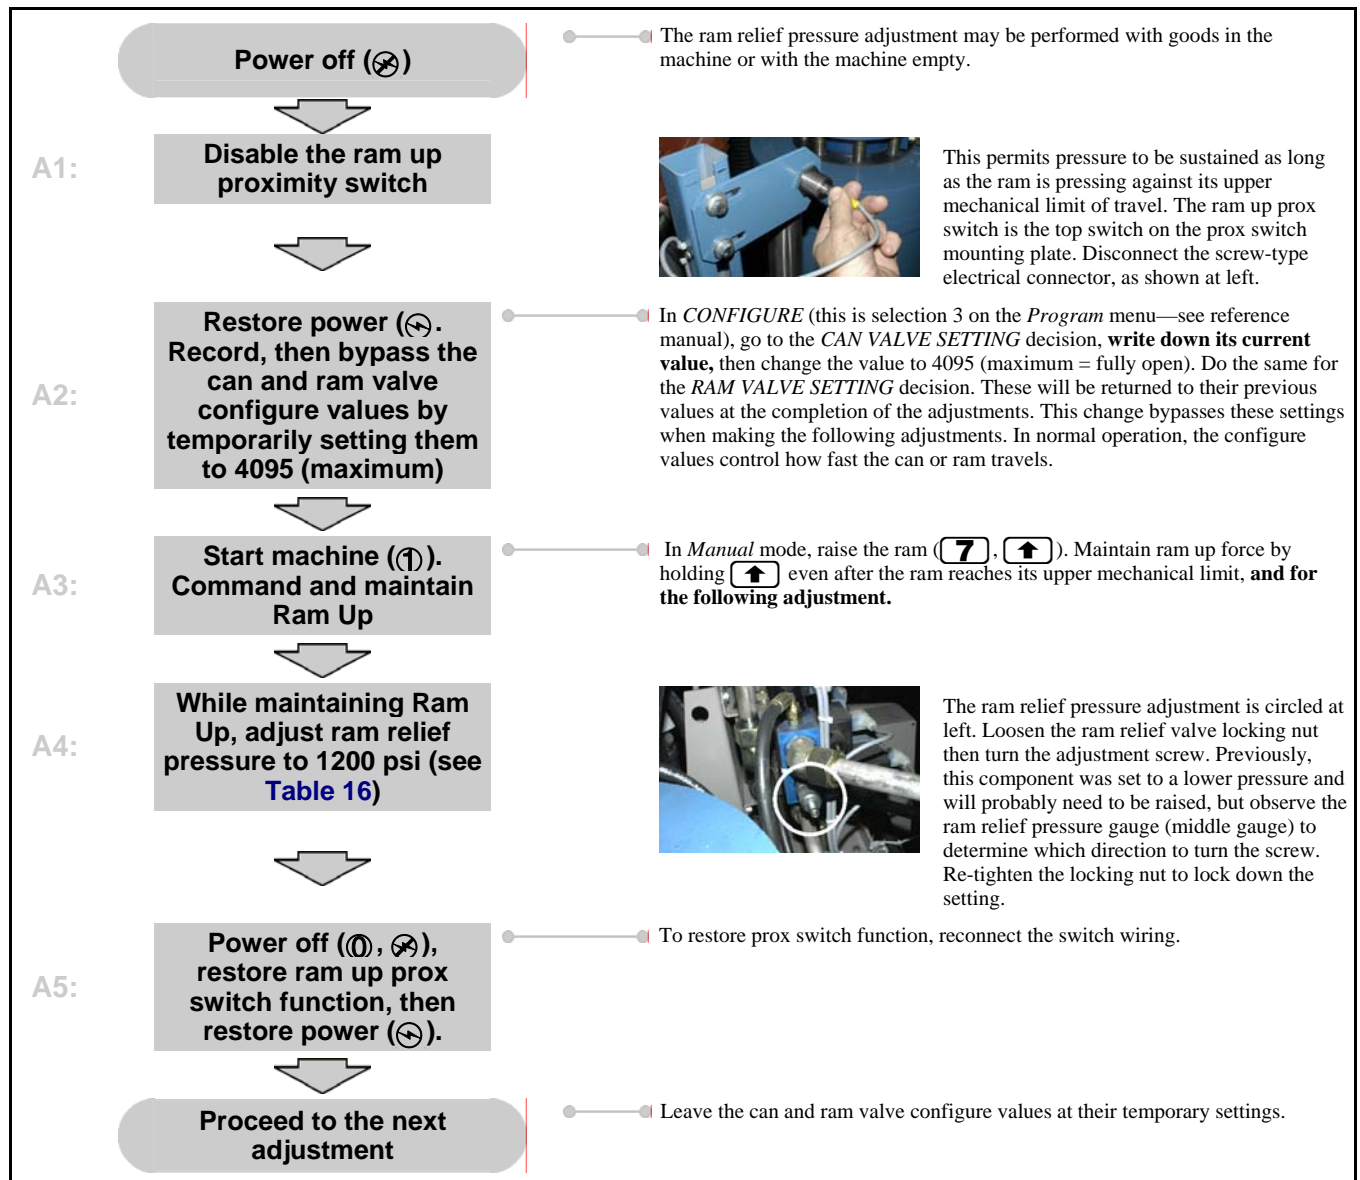 Power off ( )
The ram relief pressure adjustment may be performed with goods in the
machine or with the machine empty.
A1:
Disable the ram up
proximity switch
This permits pressure to be sustained as long
as the ram is pressing against its upper
mechanical limit of travel. The ram up prox
switch is the top switch on the prox switch
mounting plate. Disconnect the screw-type
electrical connector, as shown at left.
A2:
Restore power ( .
Record, then bypass the
can and ram valve
configure values by
temporarily setting them
to 4095 (maximum)
In CONFIGURE (this is selection 3 on the Program menu—see reference
manual), go to the CAN VALVE SETTING decision, write down its current
value, then change the value to 4095 (maximum = fully open). Do the same for
the RAM VALVE SETTING decision. These will be returned to their previous
values at the completion of the adjustments. This change bypasses these settings
when making the following adjustments. In normal operation, the configure
values control how fast the can or ram travels.
A3:
Start machine (1).
Command and maintain
Ram Up
In Manual mode, raise the ram ( 7 , ↑ ). Maintain ram up force by
holding ↑ even after the ram reaches its upper mechanical limit, and for
the following adjustment.
A4:
While maintaining Ram
Up, adjust ram relief
pressure to 1200 psi (see
Table 16)
The ram relief pressure adjustment is circled at
left. Loosen the ram relief valve locking nut
then turn the adjustment screw. Previously,
this component was set to a lower pressure and
will probably need to be raised, but observe the
ram relief pressure gauge (middle gauge) to
determine which direction to turn the screw.
Re-tighten the locking nut to lock down the
setting.
A5:
Power off (0, ),
restore ram up prox
switch function, then
restore power ( ).
To restore prox switch function, reconnect the switch wiring.
Proceed to the next
adjustment
Leave the can and ram valve configure values at their temporary settings.